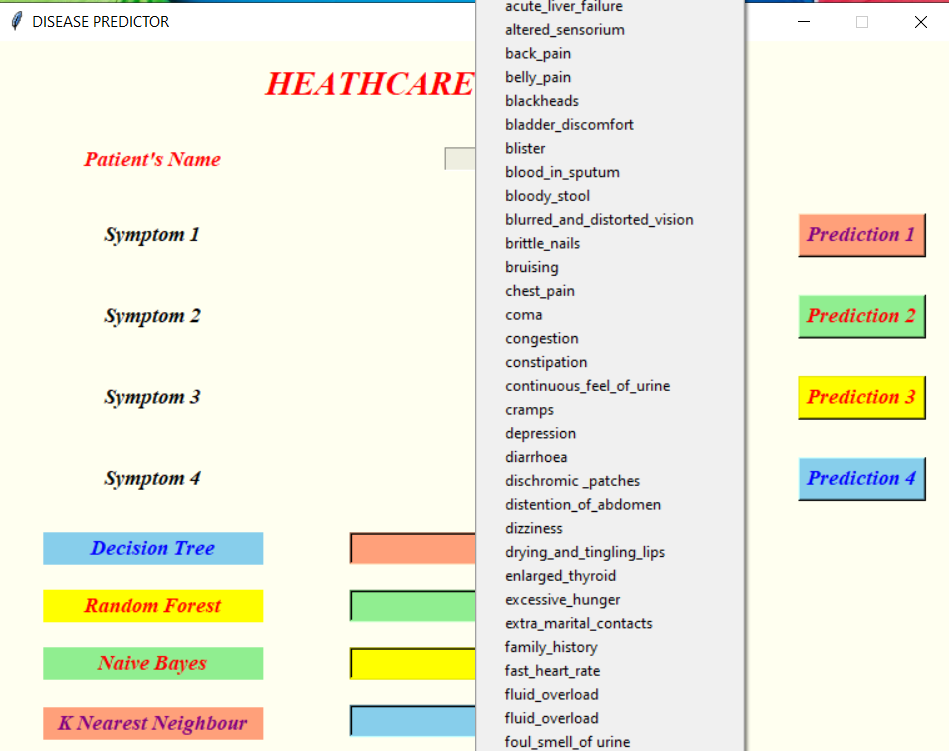 DISEASE PREDICTOR
HEATHCARE
Patient's Name
Symptom 1
Symptom 2
Symptom 3
Symptom 4
Decision Tree
Random Forest
Naive Bayes
K Nearest Neighbour
acute_liver_failure
altered_sensorium
back_pain
belly_pain
blackheads
bladder_discomfort
blister
blood_in_sputum
bloody_stool
blurred_and_distorted_vision
brittle_nails
bruising
chest_pain
coma
congestion
constipation
continuous_feel_of_urine
cramps
depression
diarrhoea
dischromic _patches
distention_of_abdomen
dizziness
drying_and_tingling_lips
enlarged_thyroid
excessive_hunger
extra_marital_contacts
family_history
fast_heart_rate
fluid_overload
fluid_overload
foul_smell_of urine
Prediction 1
Prediction 2
Prediction 3
Prediction 4